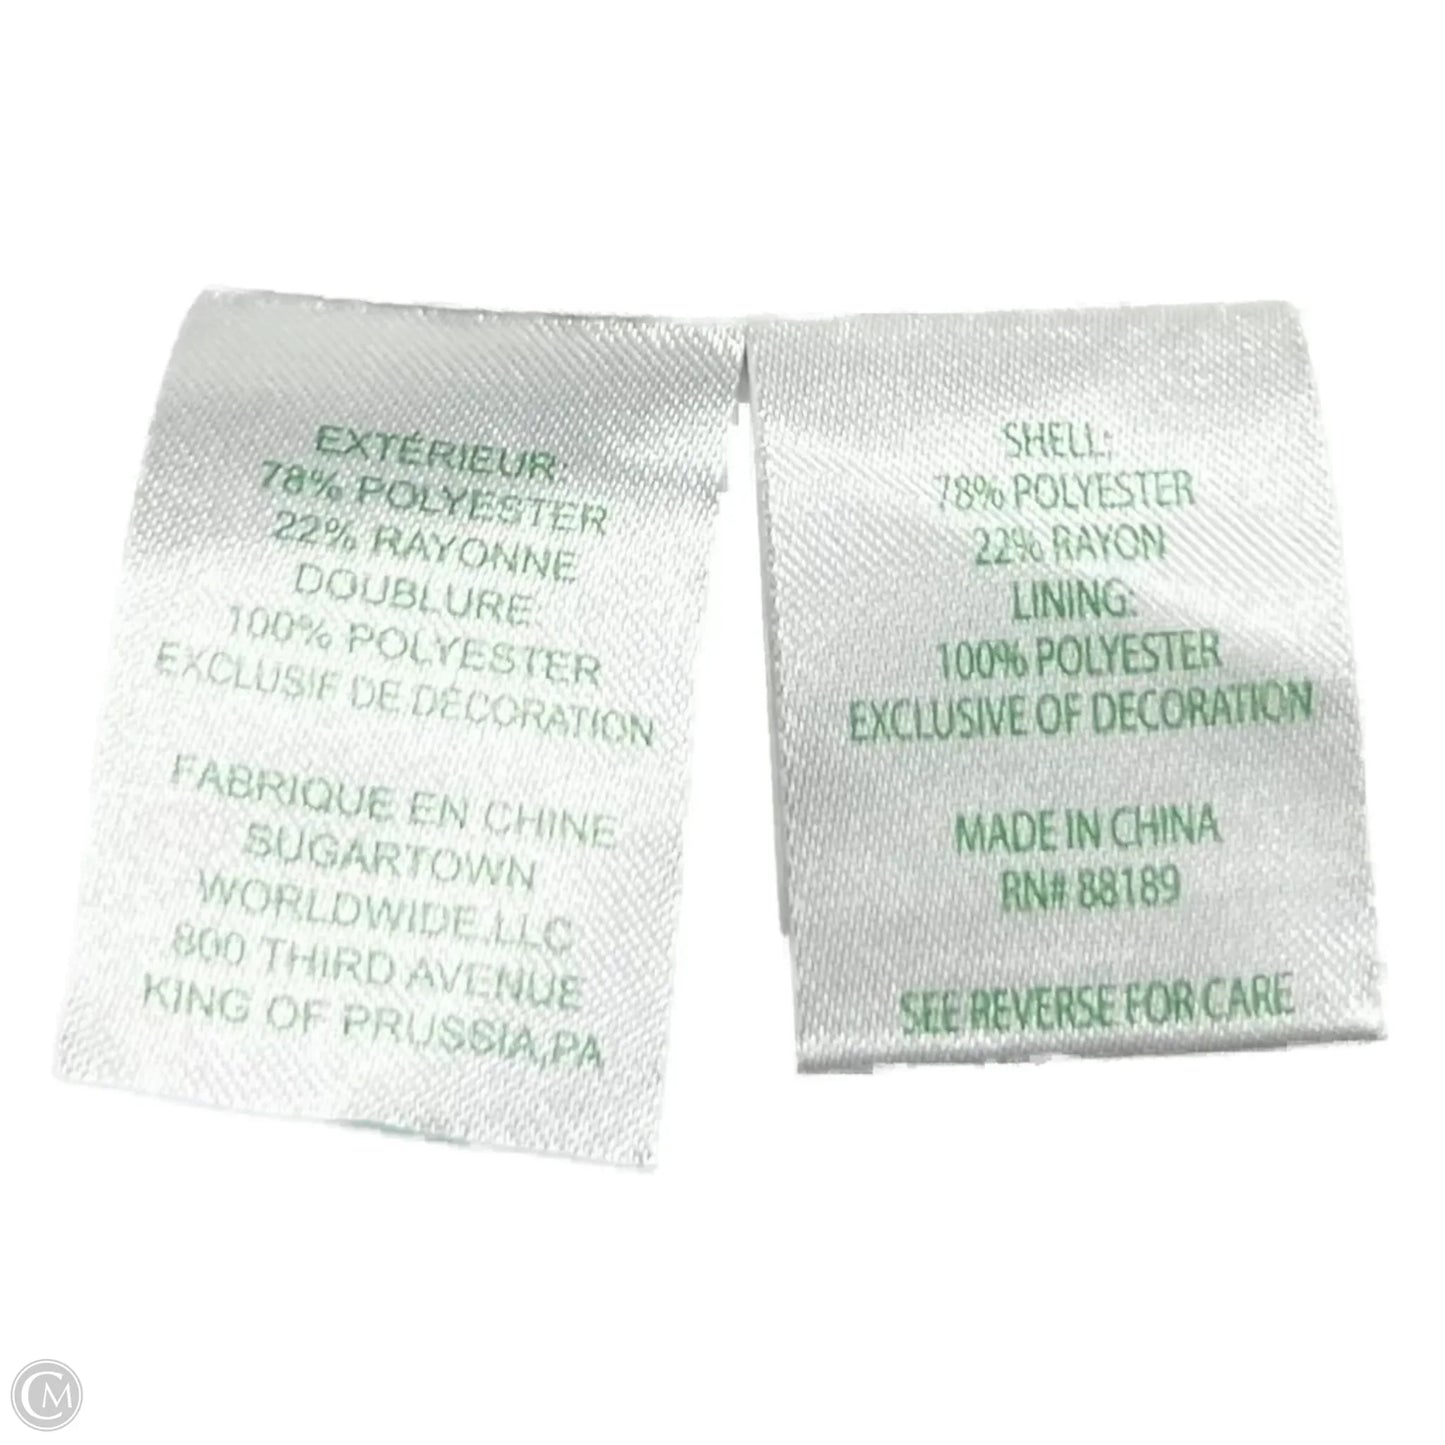 EXTÉRIEUR:
78% POLYESTER
22% RAYONNE
DOUBLURE:
100% POLYESTER
EXCLUSIF DE DÉCORATION
FABRIQUE EN CHINE
SUGARTOWN
WORLDWIDE,LLC
800 THIRD AVENUE
KING OF PRUSSIA,PA
SHELL:
78% POLYESTER
22% RAYON
LINING:
100% POLYESTER
EXCLUSIVE OF DECORATION
MADE IN CHINA
RN# 88189
SEE REVERSE FOR CARE
CM